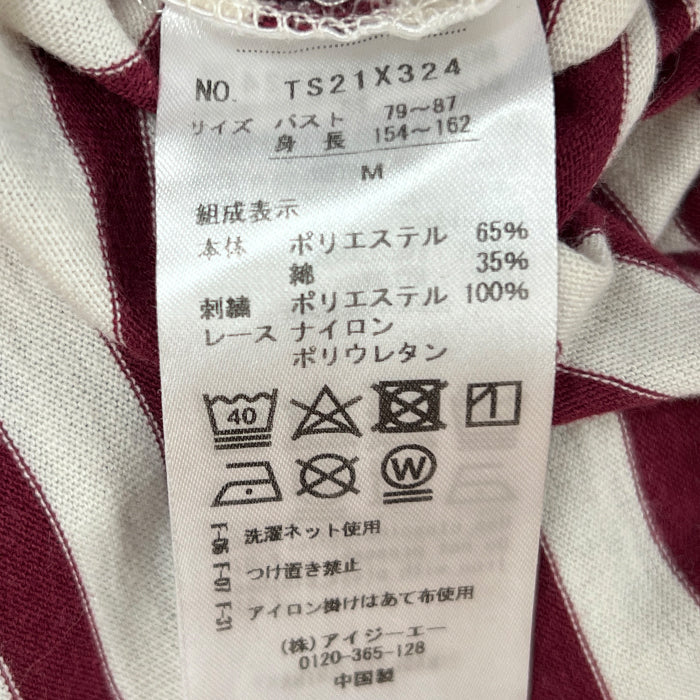 NO. TS21X324
サイズ バスト 79～87
身長 154～162
M
組成表示
本体 ポリエステル 65%
綿 35%
刺繍 ポリエステル 100%
レース ナイロン
ポリウレタン
40
W
F-06 洗濯ネット使用
F-07 つけ置き禁止
F-31 アイロン掛けはあて布使用
(株)アイジーエー
0120-365-128
中国製